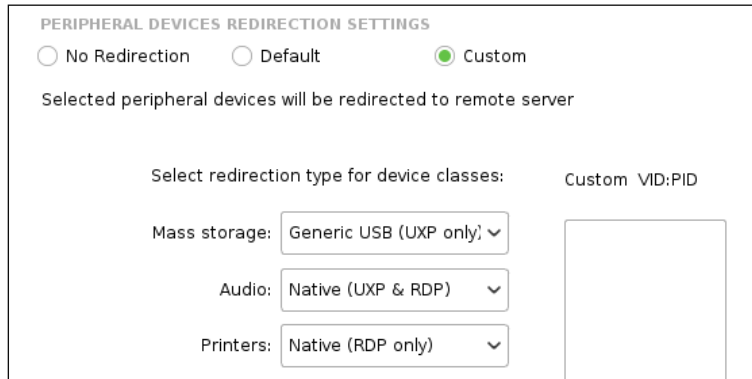 PERIPHERAL DEVICES REDIRECTION SETTINGS
No Redirection Default Custom
Selected peripheral devices will be redirected to remote server
Select redirection type for device classes: Custom VID:PID
Mass storage: Generic USB (UXP only)
Audio: Native (UXP & RDP)
Printers: Native (RDP only)